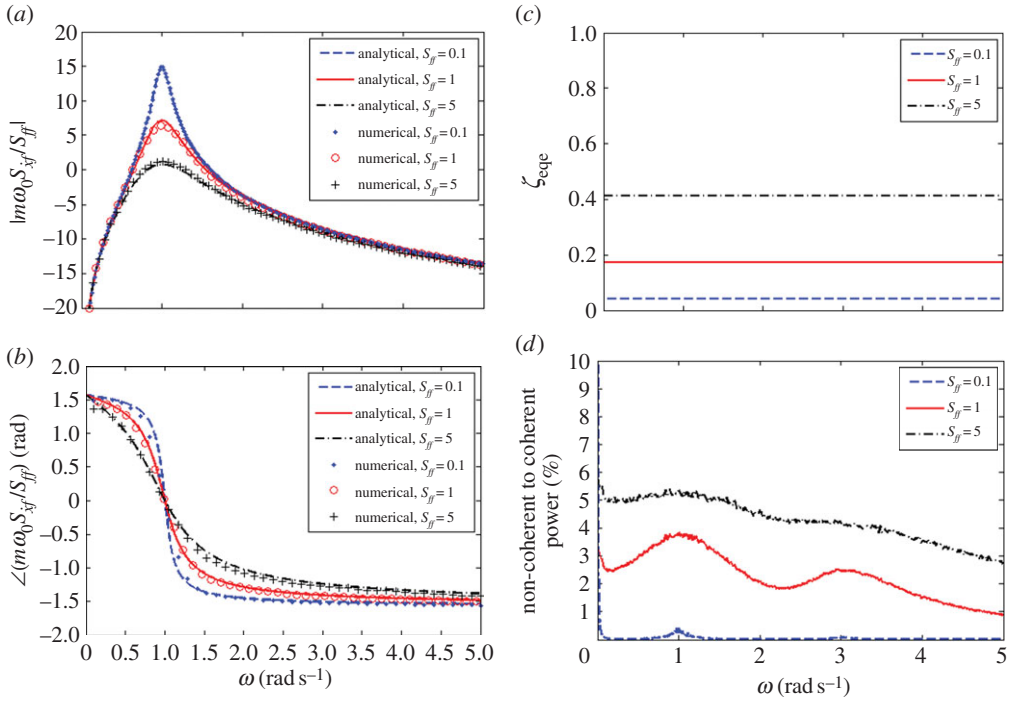 (a)
|mω₀Sẋf/Sff|
20
15
10
5
0
−5
−10
−15
−20
analytical, Sff = 0.1
analytical, Sff = 1
analytical, Sff = 5
numerical, Sff = 0.1
numerical, Sff = 1
numerical, Sff = 5
(b)
∠(mω₀Sẋf/Sff) (rad)
2.0
1.5
1.0
0.5
0
−0.5
−1.0
−1.5
−2.0
analytical, Sff = 0.1
analytical, Sff = 1
analytical, Sff = 5
numerical, Sff = 0.1
numerical, Sff = 1
numerical, Sff = 5
0 0.5 1.0 1.5 2.0 2.5 3.0 3.5 4.0 4.5 5.0
ω (rad s⁻¹)
(c)
ζeqe
1.0
0.8
0.6
0.4
0.2
0
Sff = 0.1
Sff = 1
Sff = 5
(d)
non-coherent to coherent
power (%)
10
9
8
7
6
5
4
3
2
1
Sff = 0.1
Sff = 1
Sff = 5
0 1 2 3 4 5
ω (rad s⁻¹)